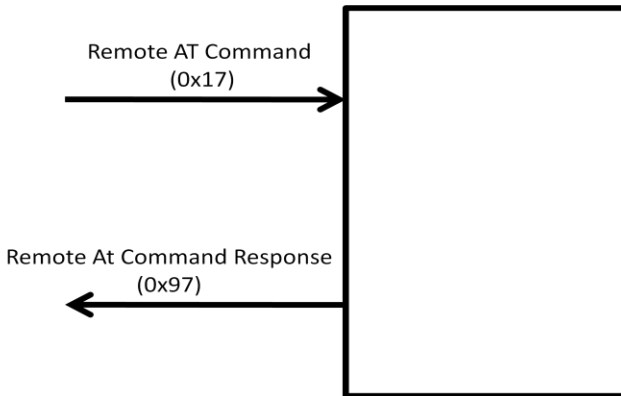 Remote AT Command
(0x17)
Remote At Command Response
(0x97)